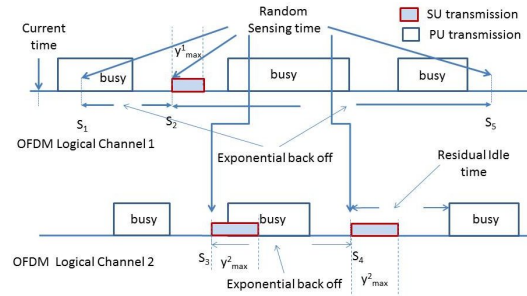 Random
Sensing time
SU transmission
PU transmission
Current
time
y¹max
busy
busy
busy
S1
S2
S5
OFDM Logical Channel 1
Exponential back off
Residual Idle
time
busy
busy
busy
S3
S4
y²max
OFDM Logical Channel 2
Exponential back off
y²max